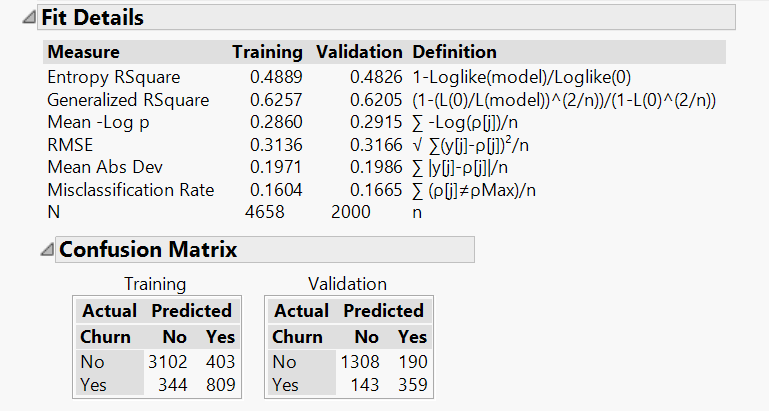 Fit Details
Measure Training Validation Definition
Entropy RSquare 0.4889 0.4826 1-Loglike(model)/Loglike(0)
Generalized RSquare 0.6257 0.6205 (1-(L(0)/L(model))^(2/n))/(1-L(0)^(2/n))
Mean -Log p 0.2860 0.2915 ∑ -Log(ρ[j])/n
RMSE 0.3136 0.3166 √ ∑(y[j]-ρ[j])²/n
Mean Abs Dev 0.1971 0.1986 ∑ |y[j]-ρ[j]|/n
Misclassification Rate 0.1604 0.1665 ∑ (ρ[j]≠ρMax)/n
N 4658 2000 n
Confusion Matrix
Training Validation
Actual Predicted Actual Predicted
Churn No Yes Churn No Yes
No 3102 403 No 1308 190
Yes 344 809 Yes 143 359